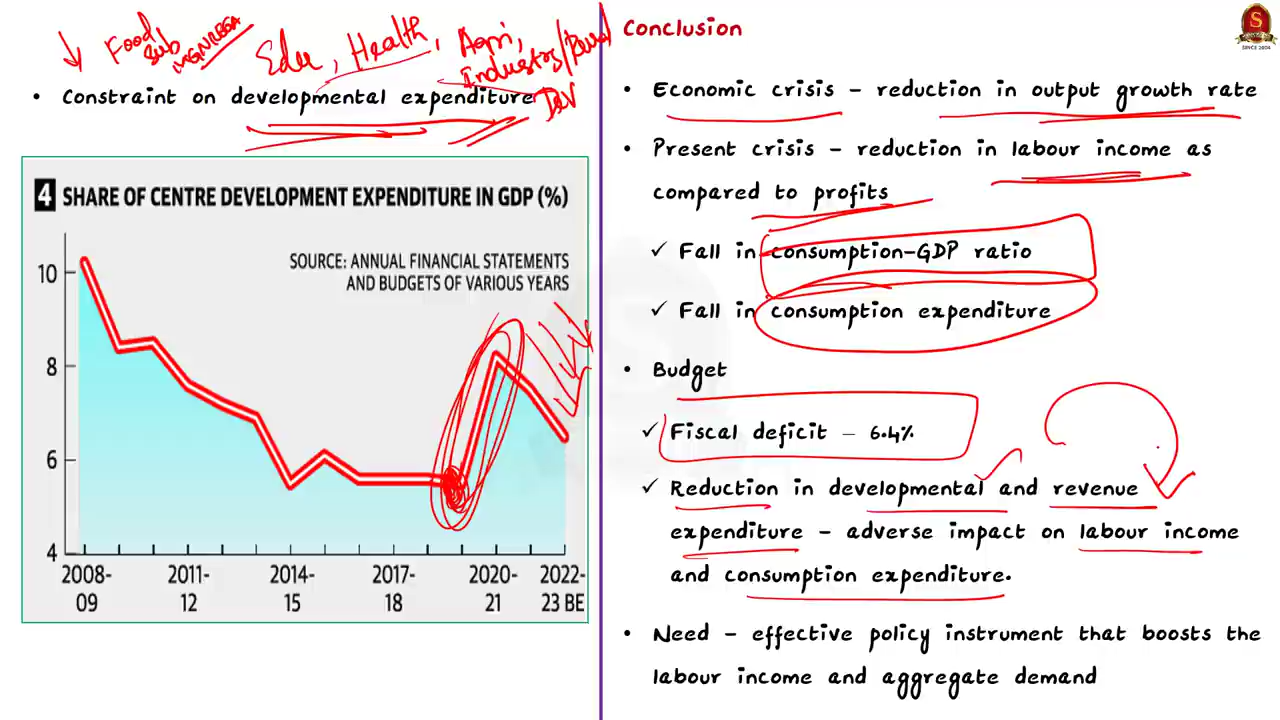 ↓ Food
Sub
MGNREGA
Edu, Health, Agri,
Industry/Rural
Dev
• Constraint on developmental expenditure
4 SHARE OF CENTRE DEVELOPMENT EXPENDITURE IN GDP (%)
SOURCE: ANNUAL FINANCIAL STATEMENTS
AND BUDGETS OF VARIOUS YEARS
10
8
6
4
2008-09
2011-12
2014-15
2017-18
2020-21
2022-23 BE
Conclusion
S
SINCE 2004
• Economic crisis – reduction in output growth rate
• Present crisis – reduction in labour income as
compared to profits
✓ Fall in consumption-GDP ratio
✓ Fall in consumption expenditure
• Budget
✓ Fiscal deficit – 6.4%
✓ Reduction in developmental and revenue
expenditure – adverse impact on labour income
and consumption expenditure.
• Need – effective policy instrument that boosts the
labour income and aggregate demand